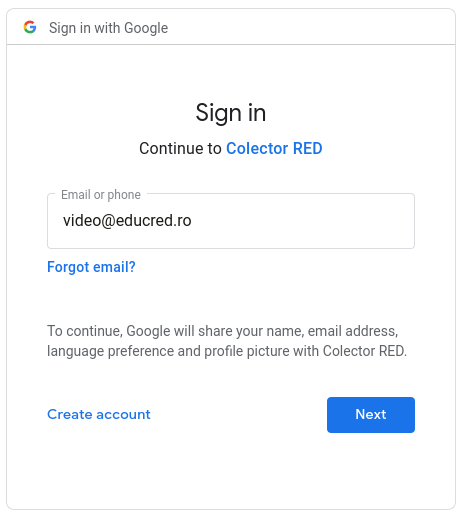 Sign in with Google
Sign in
Continue to Colector RED
Email or phone
video@educred.ro
Forgot email?
To continue, Google will share your name, email address,
language preference and profile picture with Colector RED.
Create account
Next